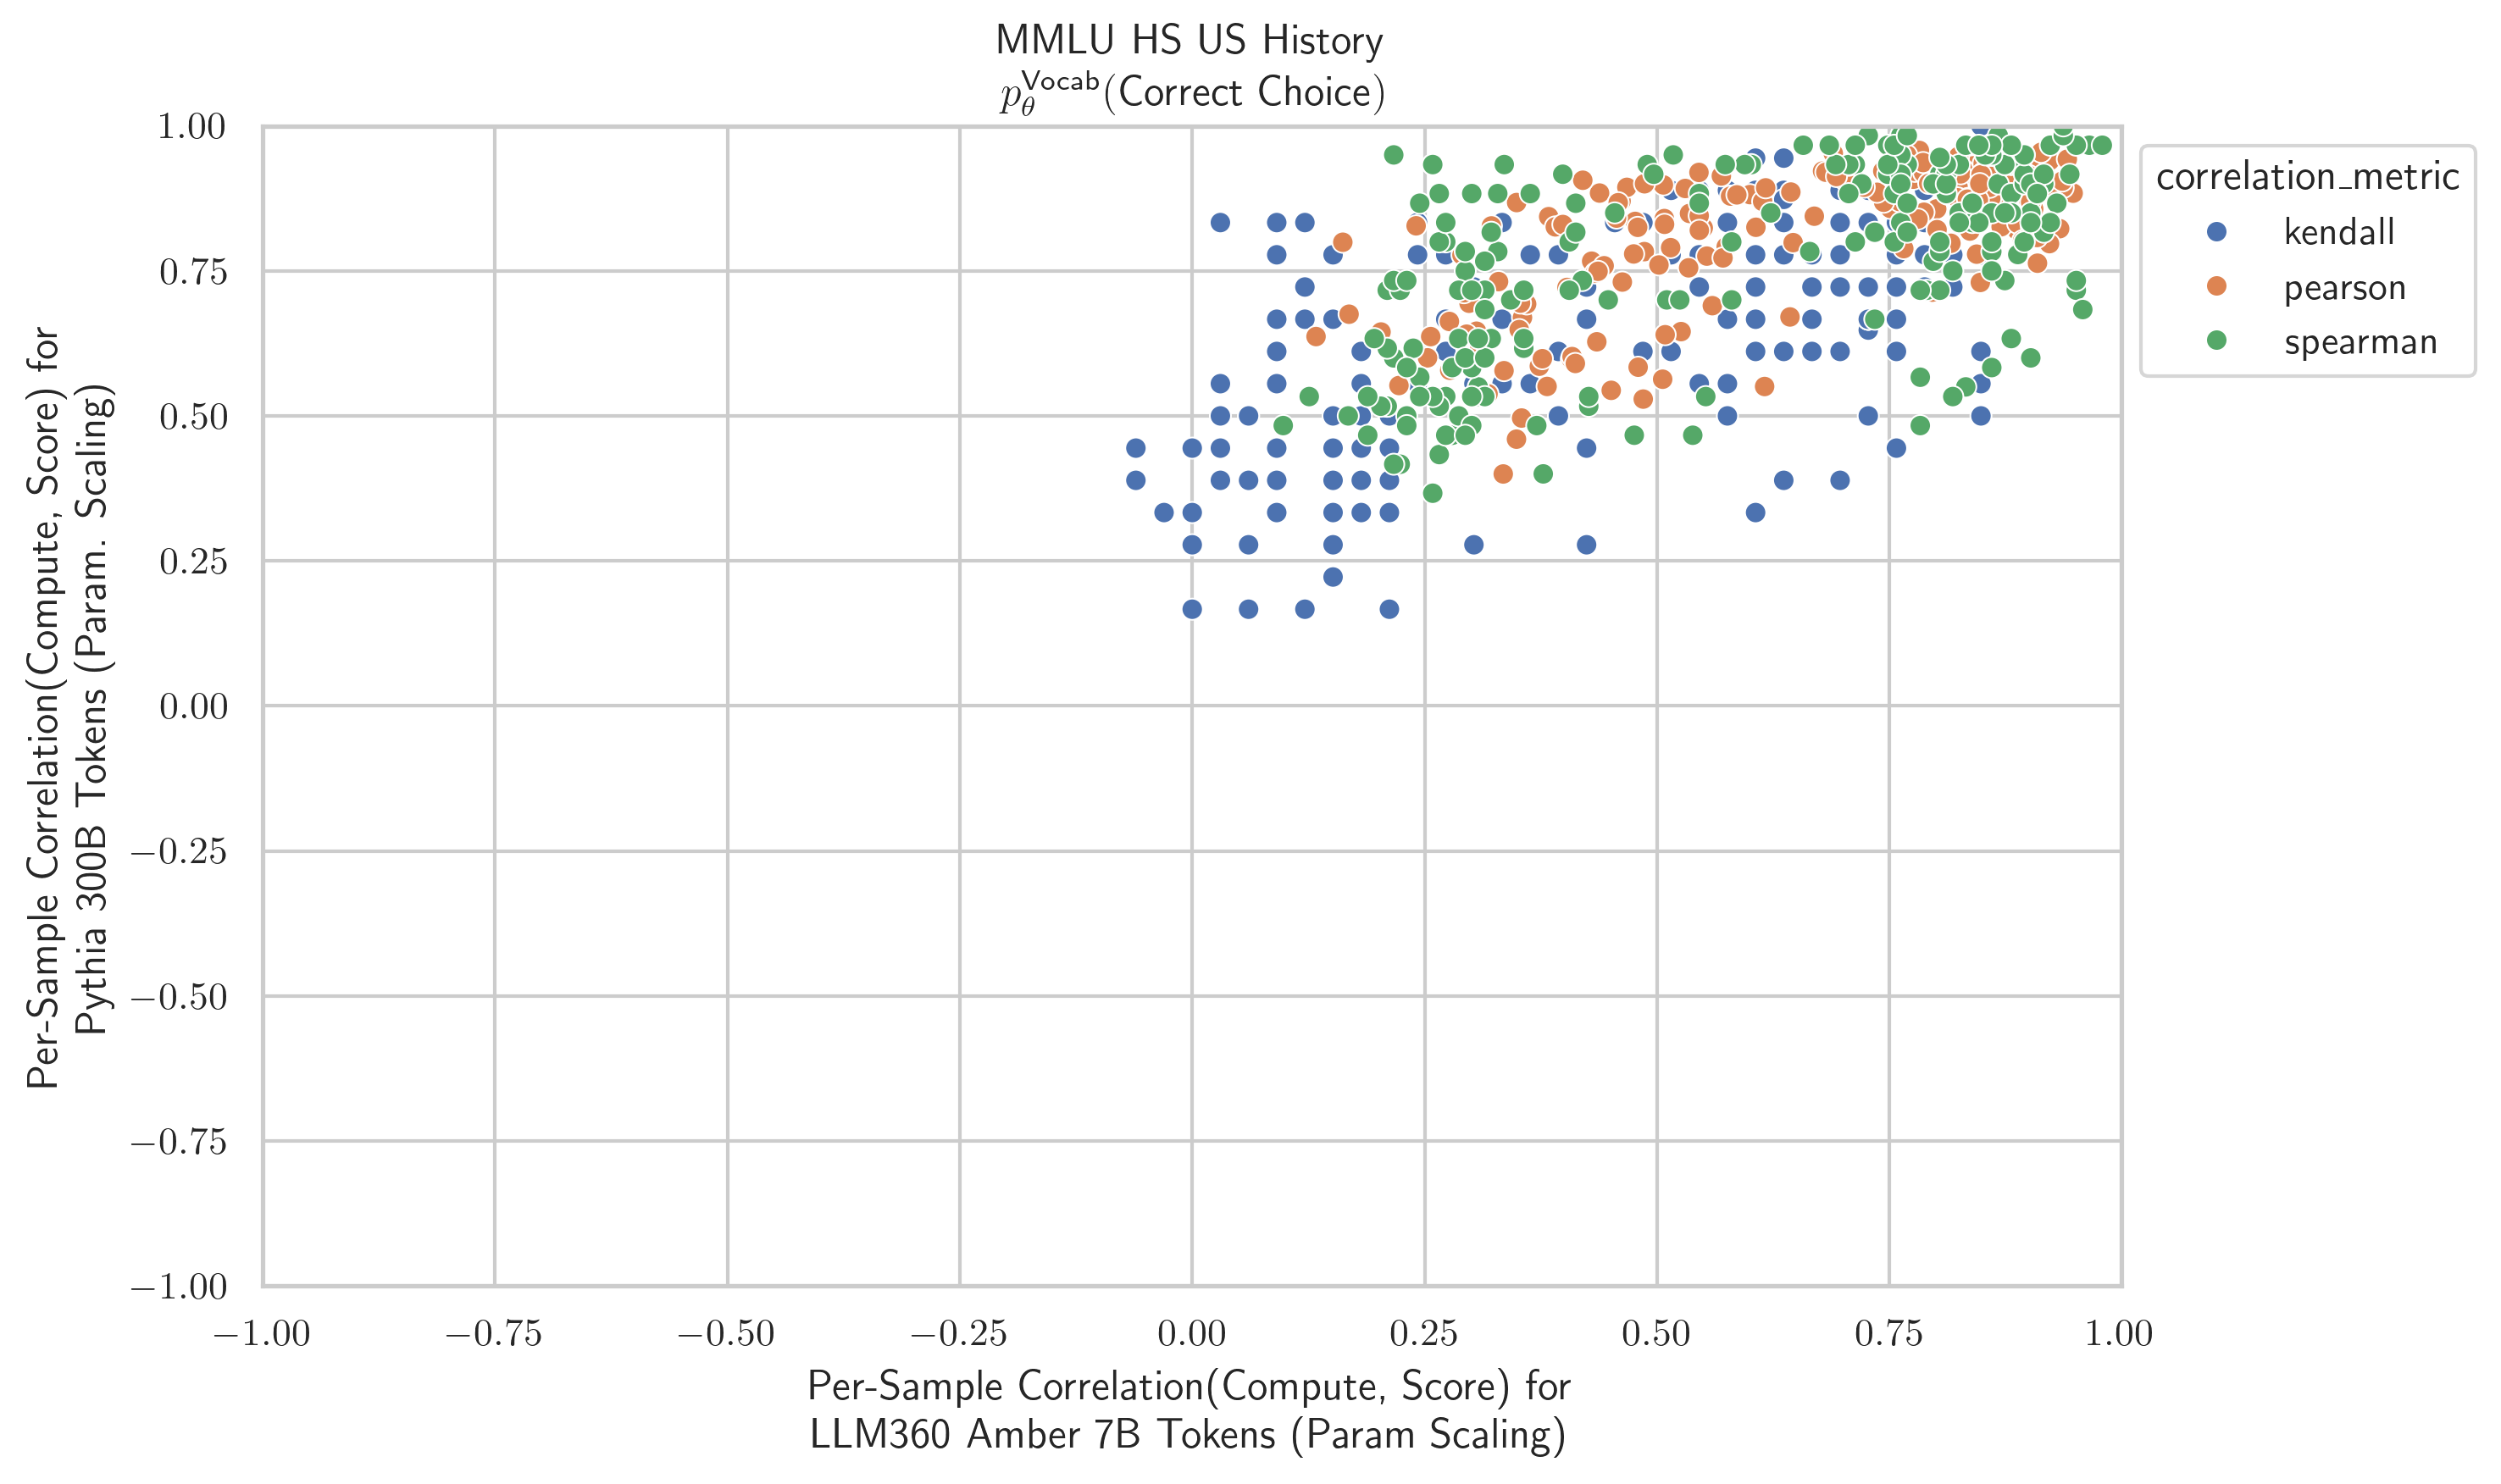 MMLU HS US History
p_θ^Vocab(Correct Choice)
Per-Sample Correlation(Compute, Score) for
Pythia 300B Tokens (Param. Scaling)
1.00
0.75
0.50
0.25
0.00
−0.25
−0.50
−0.75
−1.00
−1.00
−0.75
−0.50
−0.25
0.00
0.25
0.50
0.75
1.00
Per-Sample Correlation(Compute, Score) for
LLM360 Amber 7B Tokens (Param Scaling)
correlation_metric
kendall
pearson
spearman